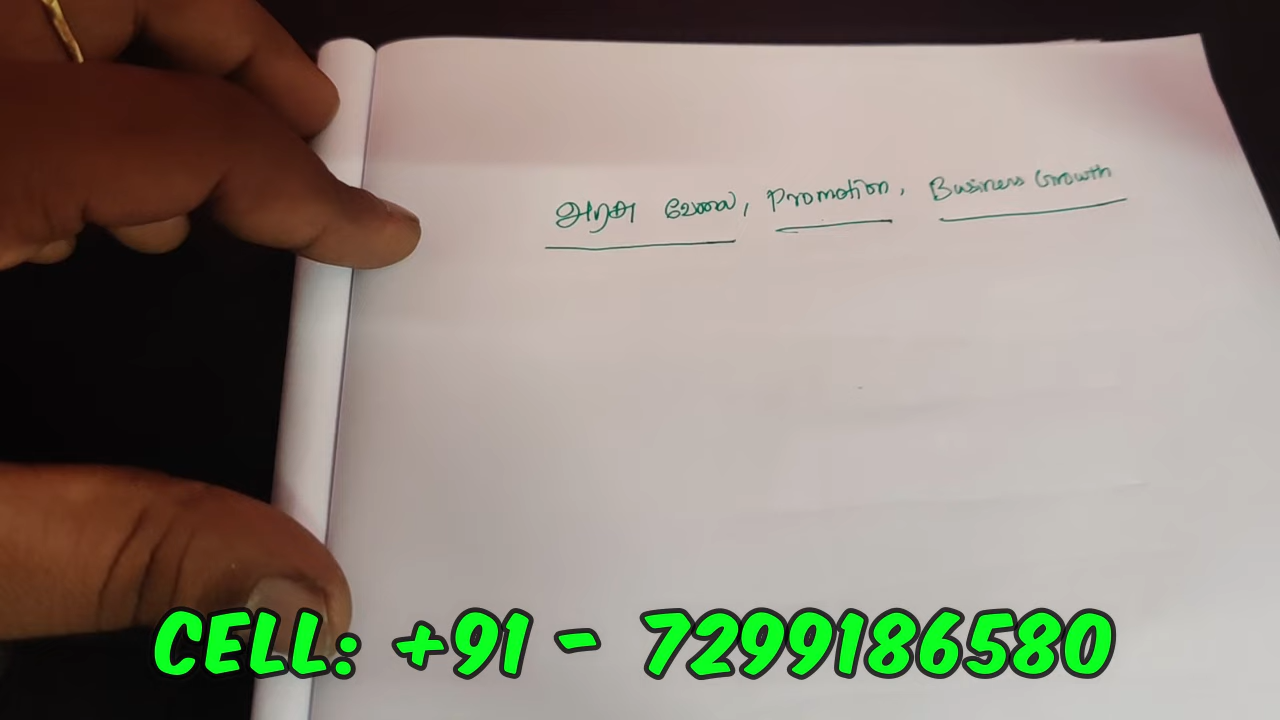 அரசு வேலை, Promotion, Business Growth
CELL: +91 - 7299186580